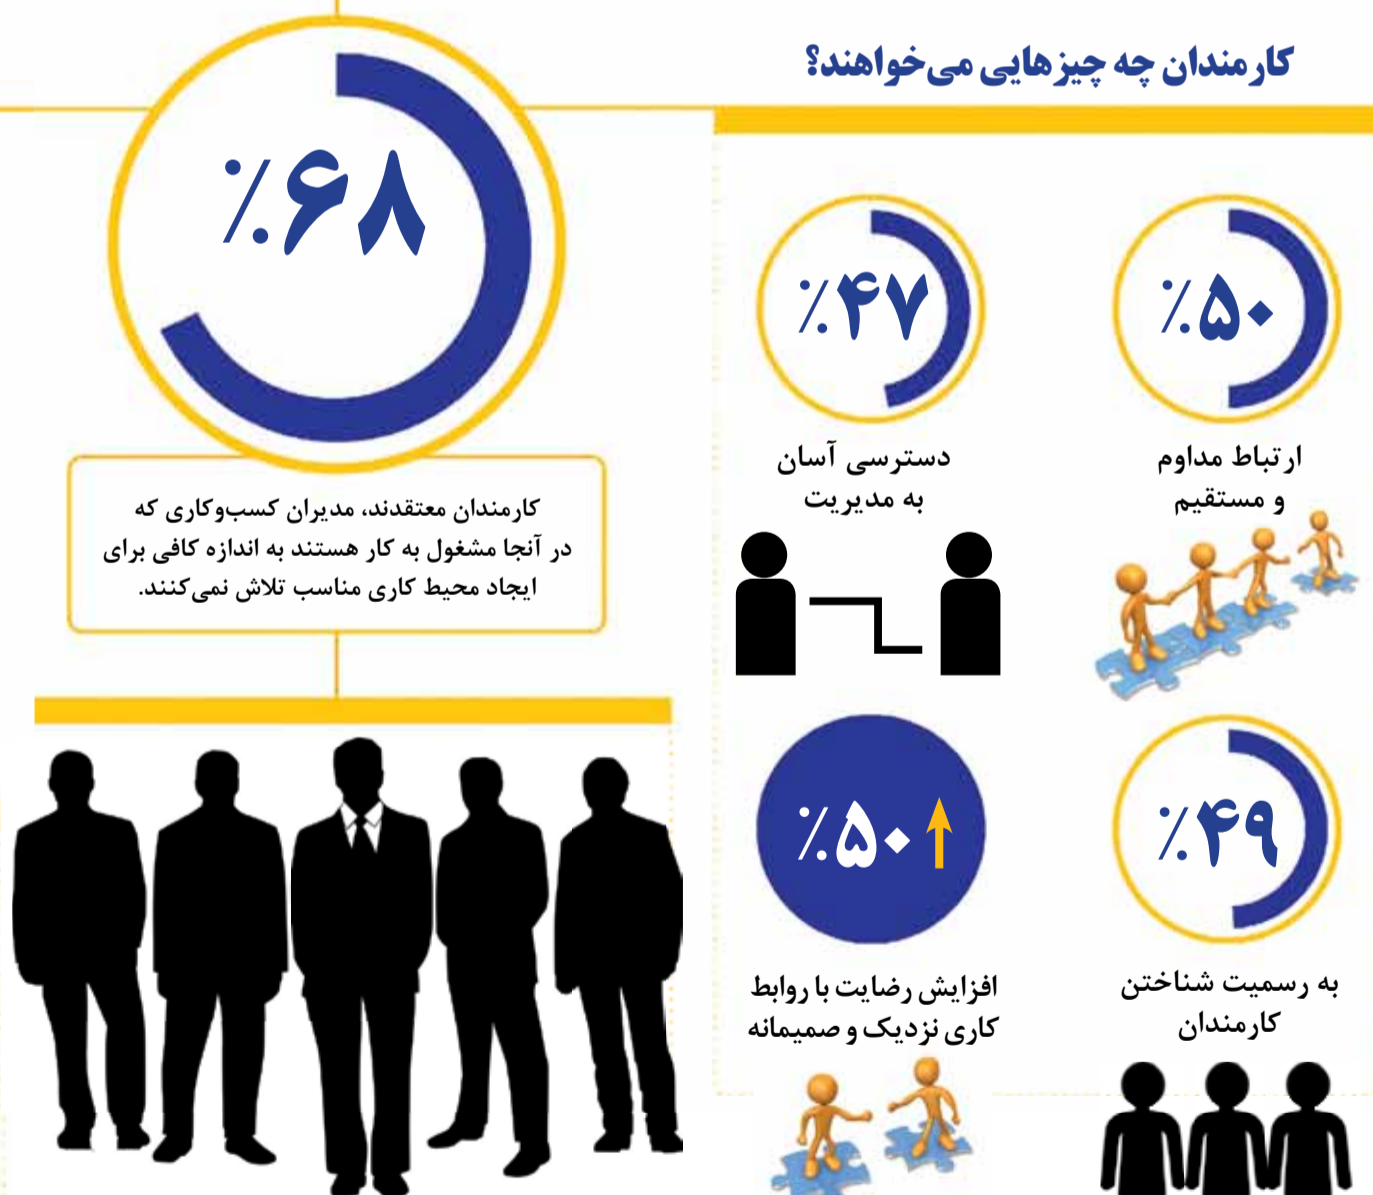 کارمندان چه چیزهایی می‌خواهند؟
٪۵۰
ارتباط مداوم
و مستقیم
٪۴۷
دسترسی آسان
به مدیریت
٪۴۹
به رسمیت شناختن
کارمندان
٪۵۰
افزایش رضایت با روابط
کاری نزدیک و صمیمانه
٪۶۸
کارمندان معتقدند، مدیران کسب‌وکاری که
در آنجا مشغول به کار هستند به اندازه کافی برای
ایجاد محیط کاری مناسب تلاش نمی‌کنند.